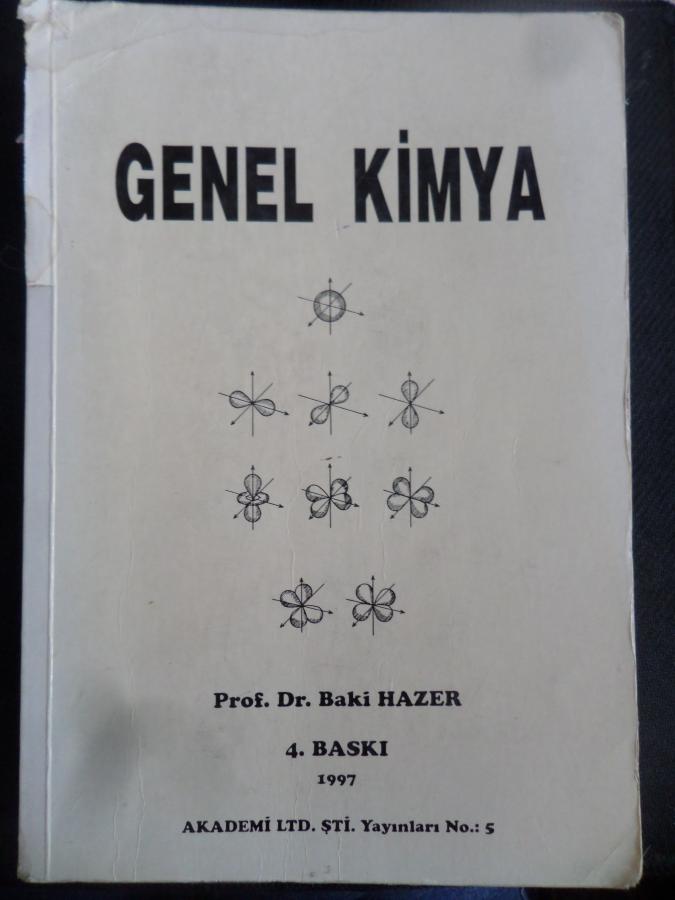 GENEL KİMYA
Prof. Dr. Baki HAZER
4. BASKI
1997
AKADEMİ LTD. ŞTİ. Yayınları No.: 5